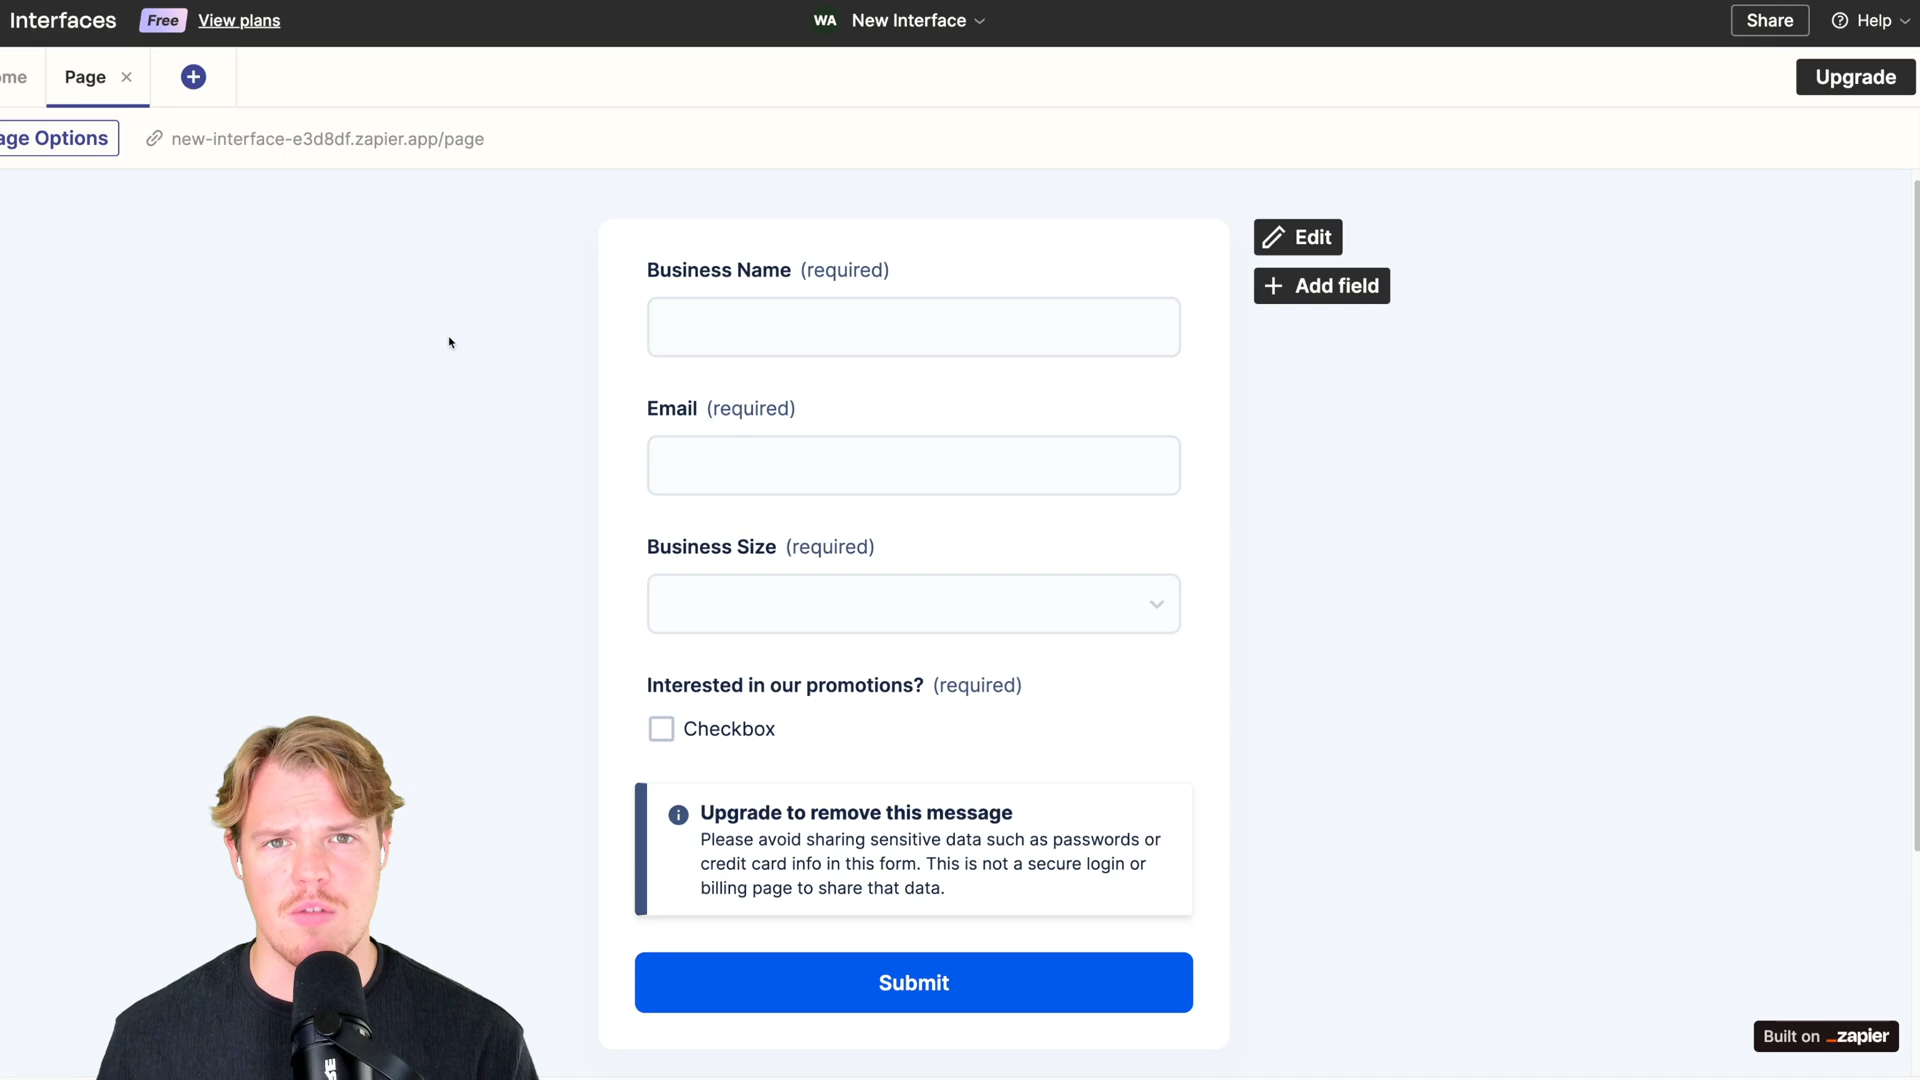 Interfaces Free View plans WA New Interface Share Help
ome Page Upgrade
age Options new-interface-e3d8df.zapier.app/page
Edit
Business Name (required)
Add field
Email (required)
Business Size (required)
Interested in our promotions? (required)
Checkbox
Upgrade to remove this message
Please avoid sharing sensitive data such as passwords or
credit card info in this form. This is not a secure login or
billing page to share that data.
Submit
Built on _zapier